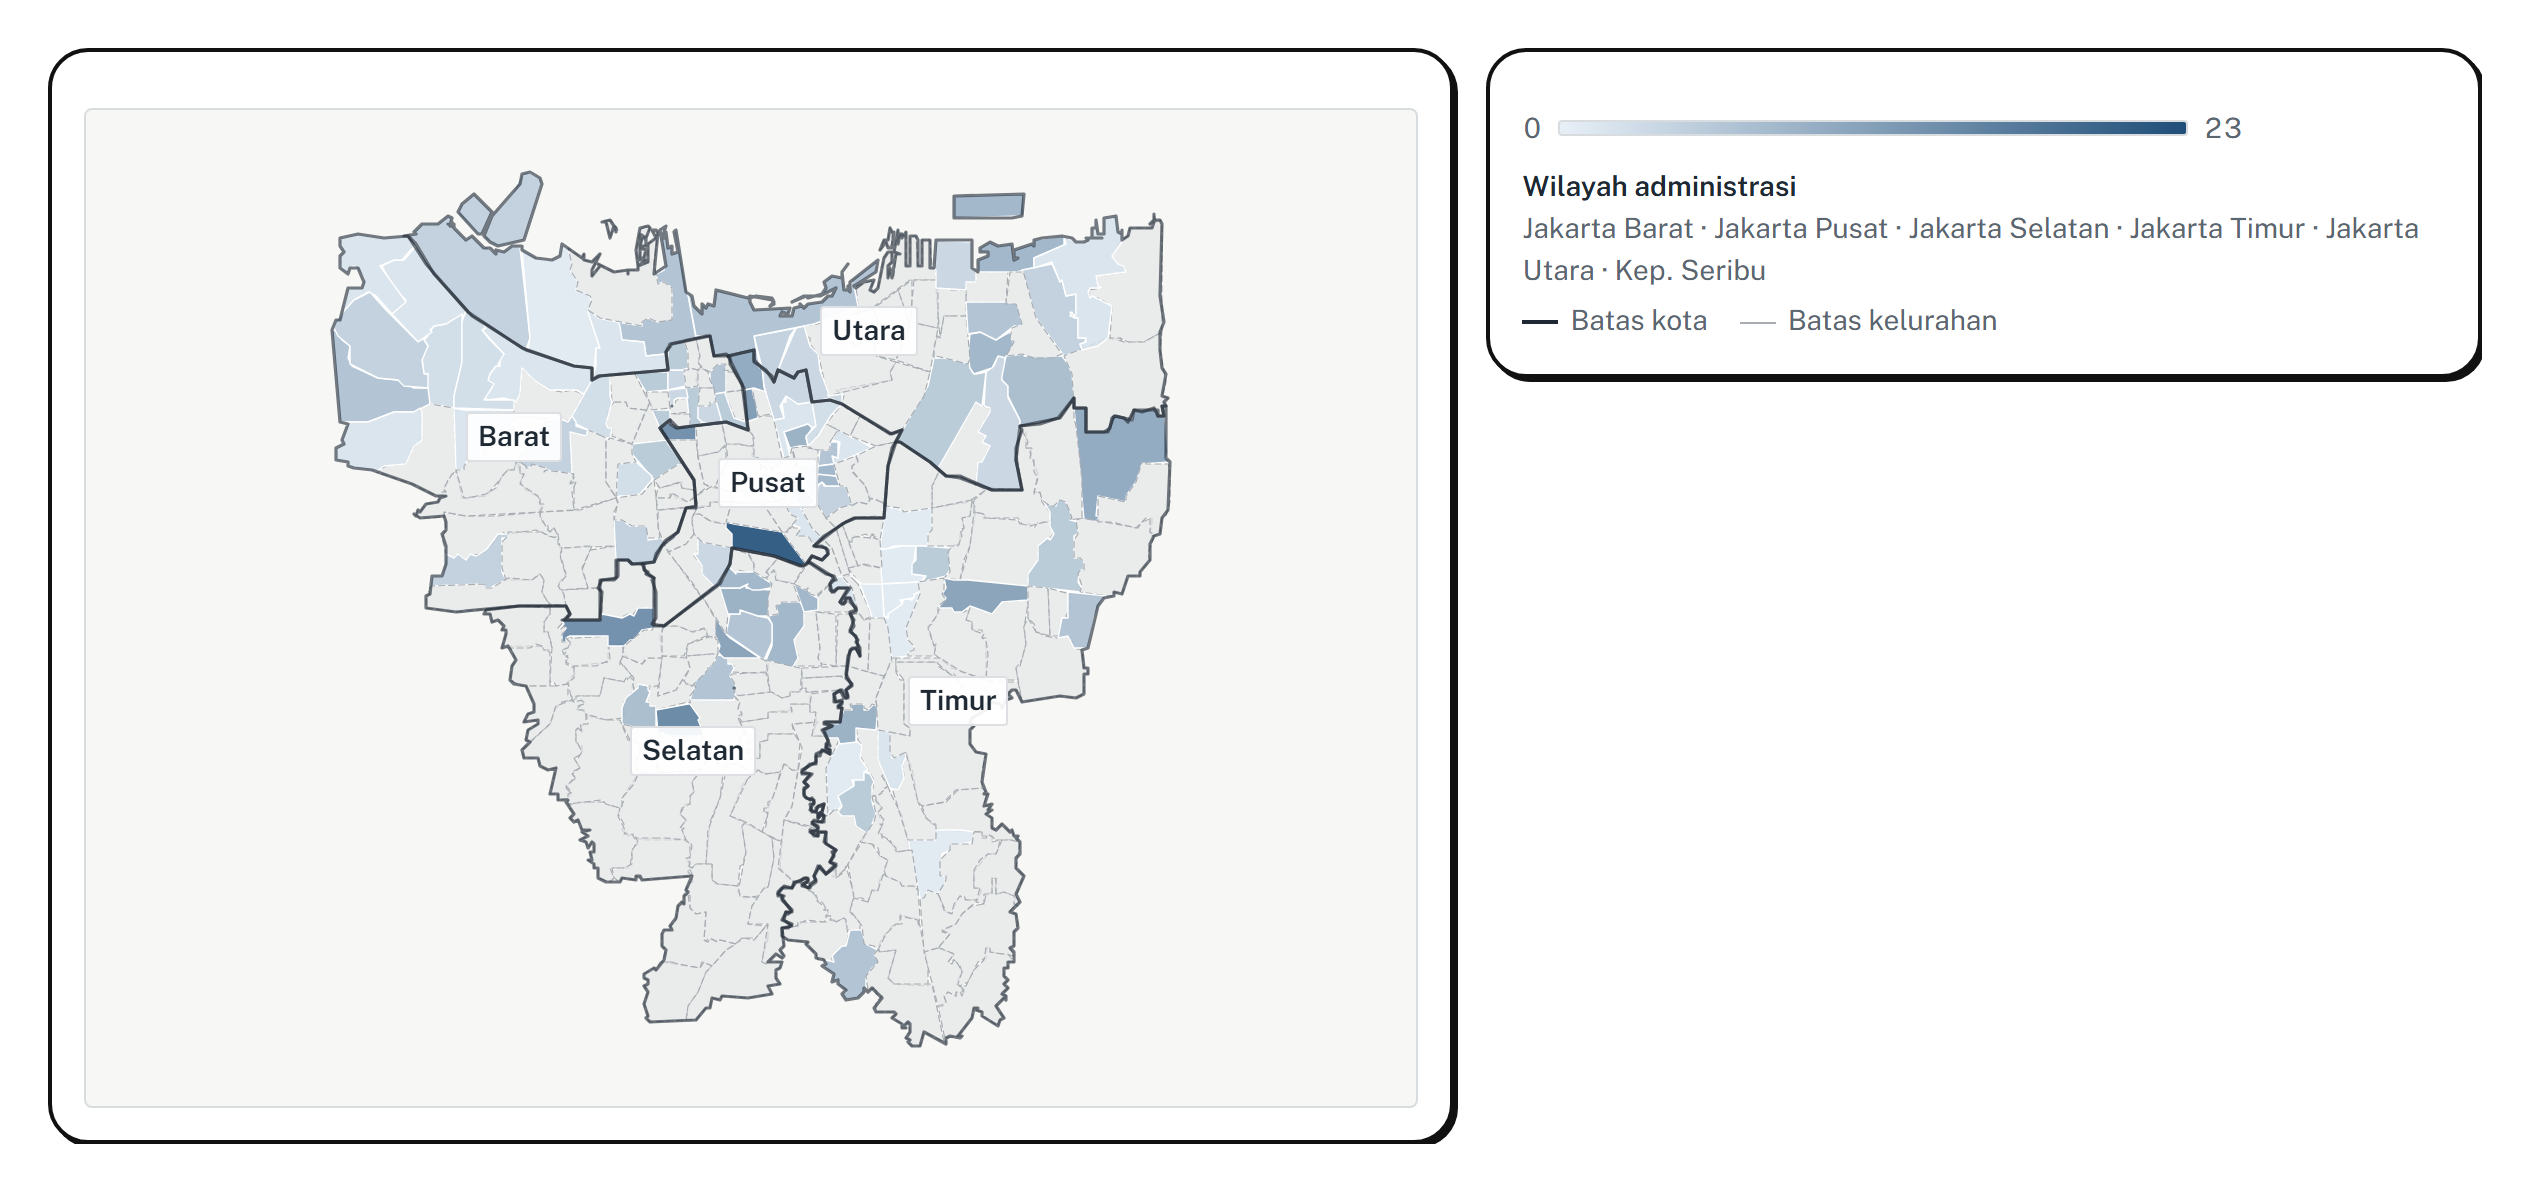 Utara
Barat
Pusat
Timur
Selatan
0 23
Wilayah administrasi
Jakarta Barat · Jakarta Pusat · Jakarta Selatan · Jakarta Timur · Jakarta
Utara · Kep. Seribu
Batas kota Batas kelurahan